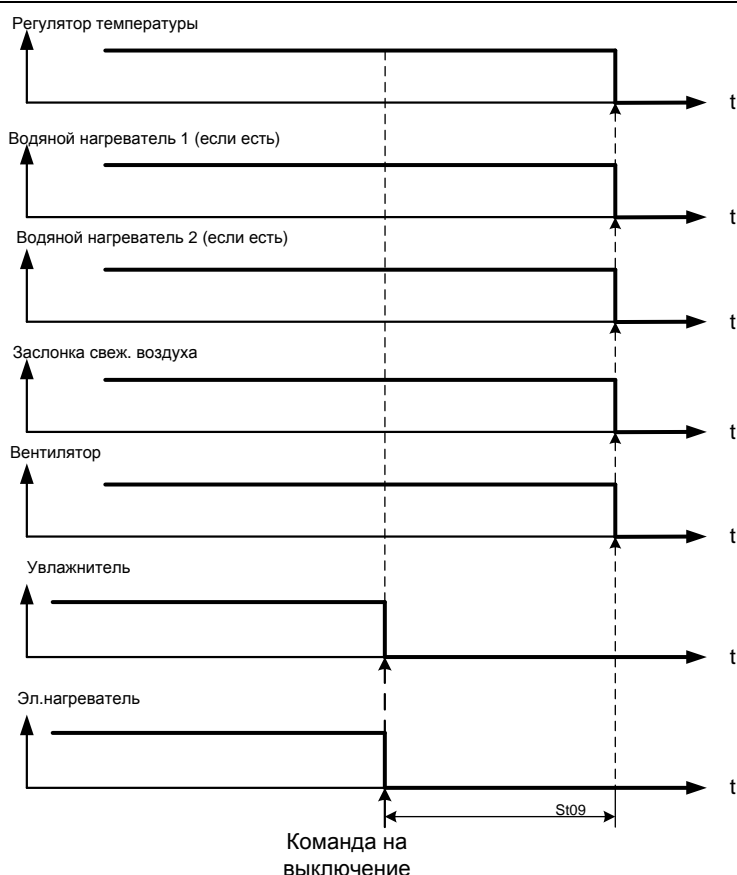 Регулятор температуры
t
Водяной нагреватель 1 (если есть)
t
Водяной нагреватель 2 (если есть)
t
Заслонка свеж. воздуха
t
Вентилятор
t
Увлажнитель
t
Эл.нагреватель
t
St09
Команда на
выключение